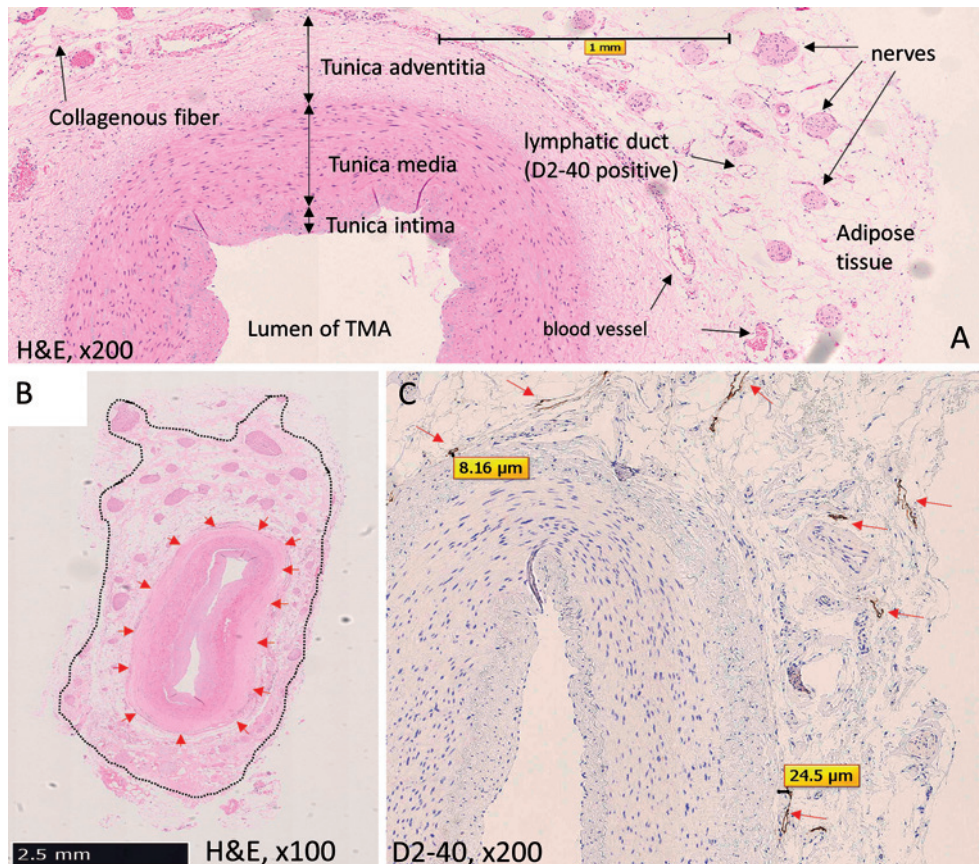 1 mm
nerves
Tunica adventitia
Collagenous fiber
lymphatic duct
(D2-40 positive)
Tunica media
Tunica intima
Adipose
tissue
Lumen of TMA
blood vessel
H&E, x200
A
B
2.5 mm
H&E, x100
C
8.16 µm
24.5 µm
D2-40, x200